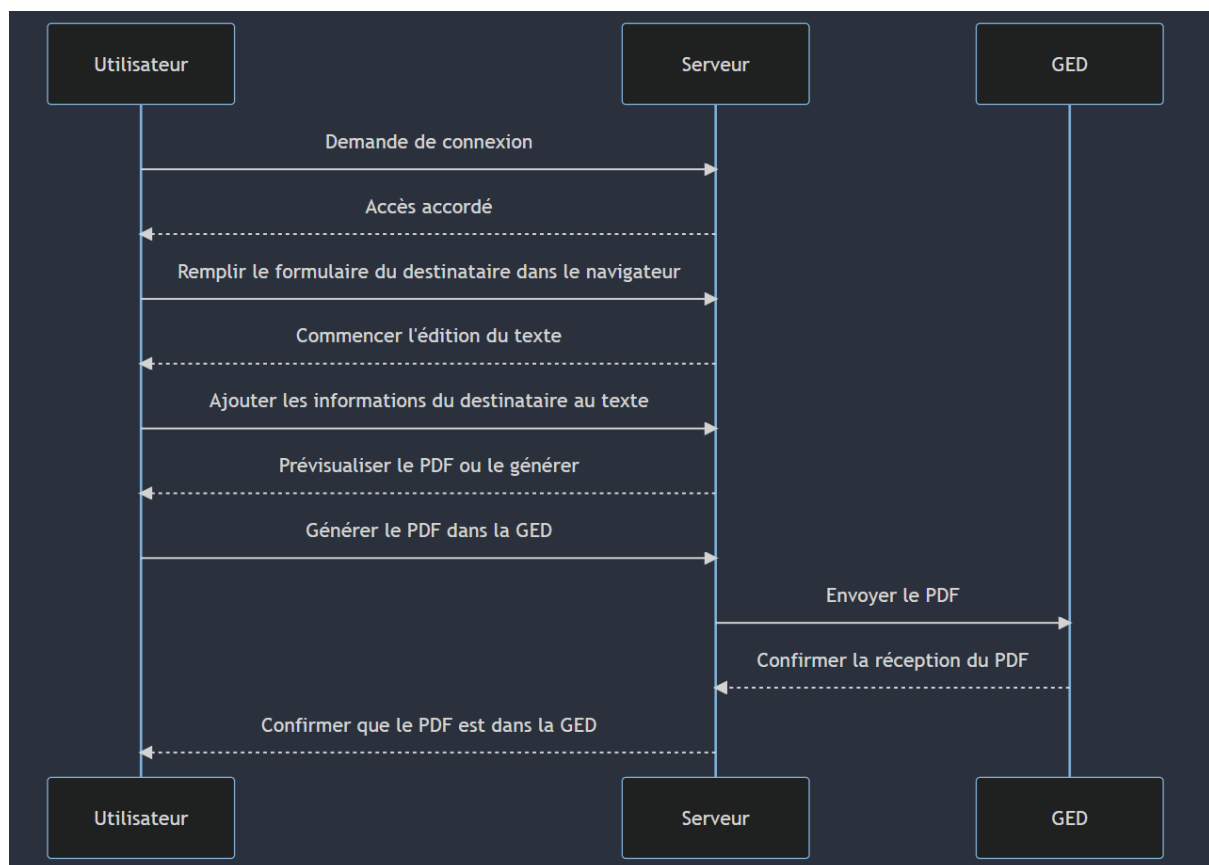 Utilisateur
Serveur
GED
Demande de connexion
Accès accordé
Remplir le formulaire du destinataire dans le navigateur
Commencer l'édition du texte
Ajouter les informations du destinataire au texte
Prévisualiser le PDF ou le générer
Générer le PDF dans la GED
Envoyer le PDF
Confirmer la réception du PDF
Confirmer que le PDF est dans la GED
Utilisateur
Serveur
GED